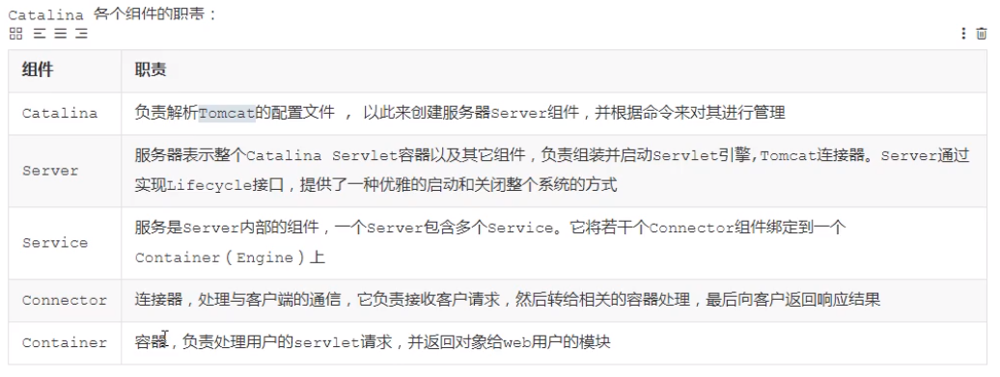 Catalina 各个组件的职责：
组件 职责
Catalina 负责解析Tomcat的配置文件 , 以此来创建服务器Server组件，并根据命令来对其进行管理
Server 服务器表示整个Catalina Servlet容器以及其它组件，负责组装并启动Servlet引擎,Tomcat连接器。Server通过
实现Lifecycle接口，提供了一种优雅的启动和关闭整个系统的方式
Service 服务是Server内部的组件，一个Server包含多个Service。它将若干个Connector组件绑定到一个
Container（Engine）上
Connector 连接器，处理与客户端的通信，它负责接收客户请求，然后转给相关的容器处理，最后向客户返回响应结果
Container 容器，负责处理用户的servlet请求，并返回对象给web用户的模块